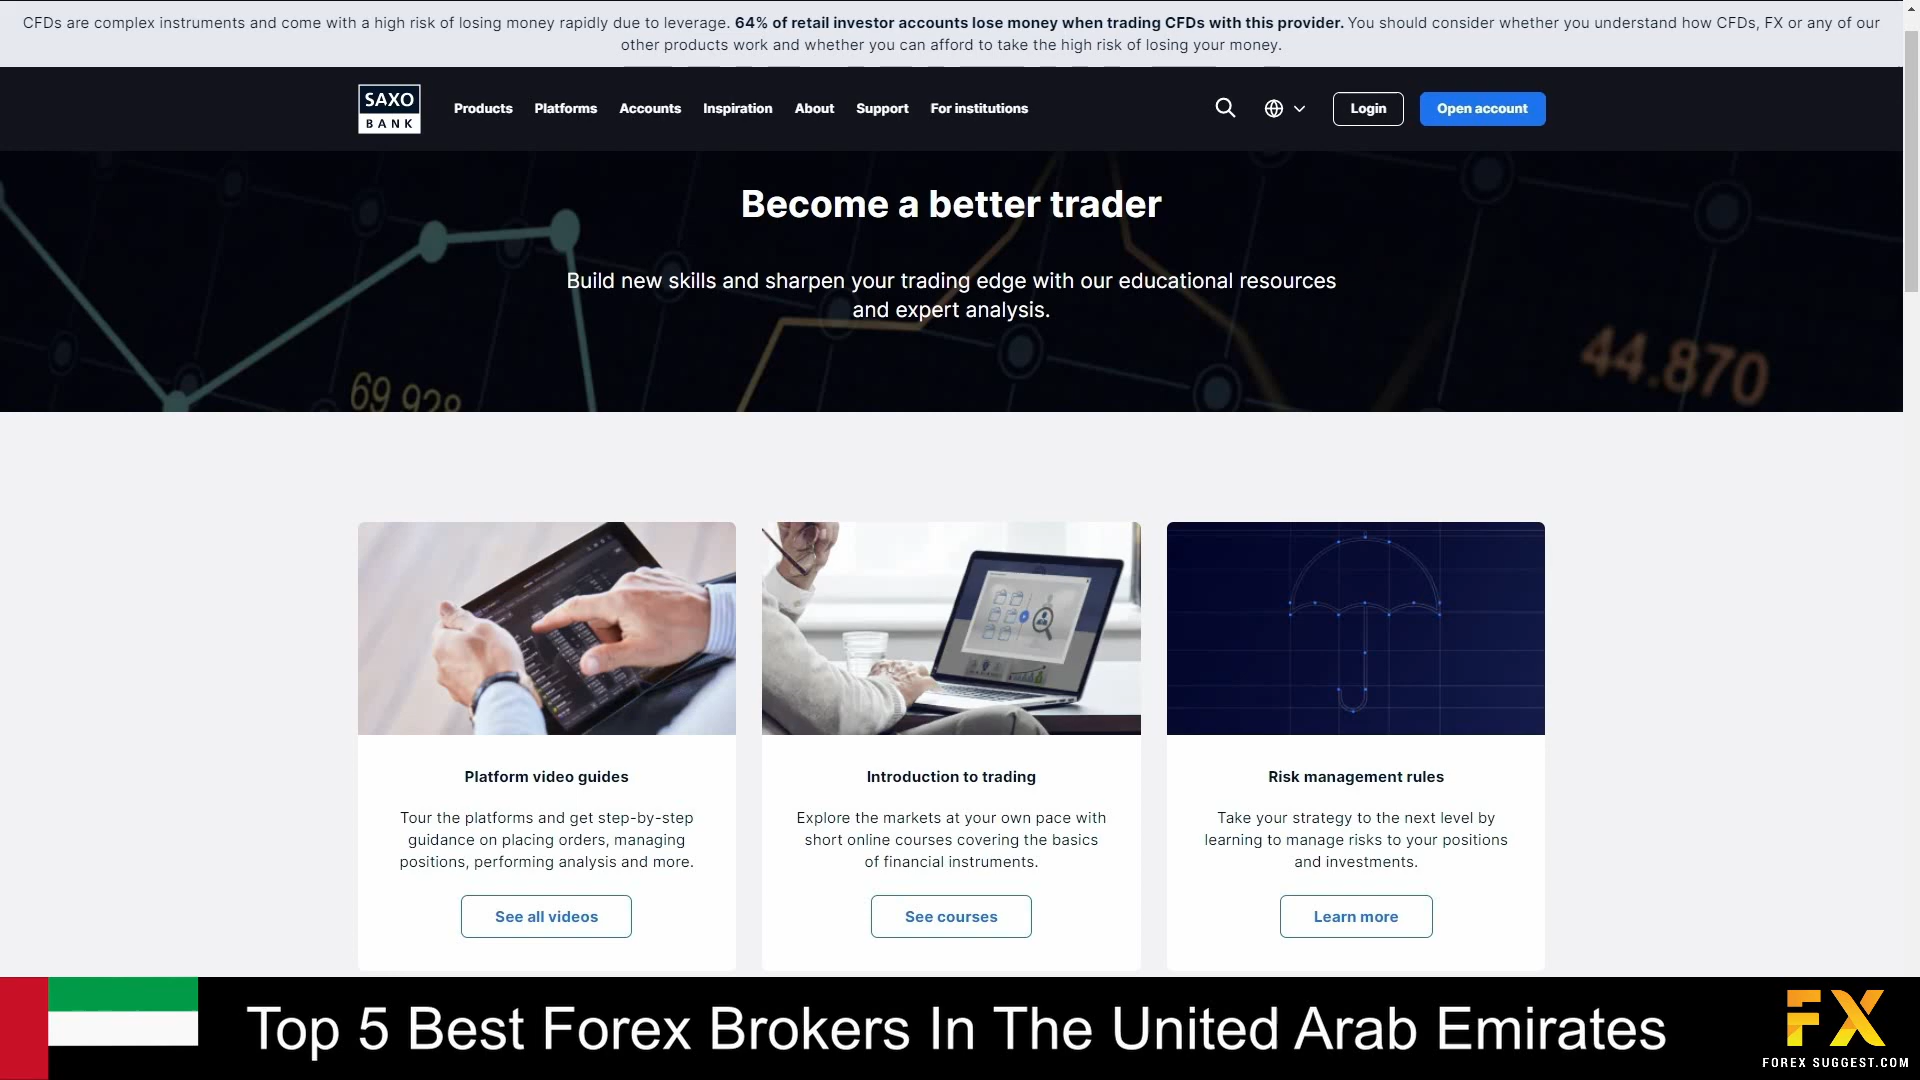 CFDs are complex instruments and come with a high risk of losing money rapidly due to leverage. 64% of retail investor accounts lose money when trading CFDs with this provider. You should consider whether you understand how CFDs, FX or any of our
other products work and whether you can afford to take the high risk of losing your money.
SAXO
BANK
Products Platforms Accounts Inspiration About Support For institutions Login Open account
Become a better trader
Build new skills and sharpen your trading edge with our educational resources
and expert analysis.
69 928
44.870
Platform video guides
Tour the platforms and get step-by-step
guidance on placing orders, managing
positions, performing analysis and more.
See all videos
Introduction to trading
Explore the markets at your own pace with
short online courses covering the basics
of financial instruments.
See courses
Risk management rules
Take your strategy to the next level by
learning to manage risks to your positions
and investments.
Learn more
Top 5 Best Forex Brokers In The United Arab Emirates
FX
FOREX SUGGEST.COM